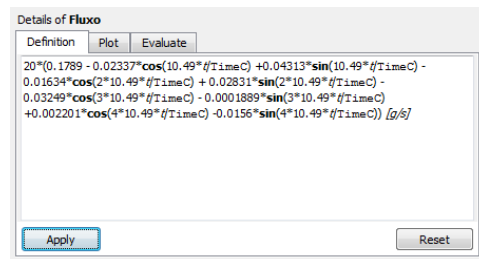 Details of Fluxo
Definition Plot Evaluate
20*(0.1789 - 0.02337*cos(10.49*t/TimeC) +0.04313*sin(10.49*t/TimeC) -
0.01634*cos(2*10.49*t/TimeC) + 0.02831*sin(2*10.49*t/TimeC) -
0.03249*cos(3*10.49*t/TimeC) - 0.0001889*sin(3*10.49*t/TimeC)
+0.002201*cos(4*10.49*t/TimeC) -0.0156*sin(4*10.49*t/TimeC)) [g/s]
Apply Reset